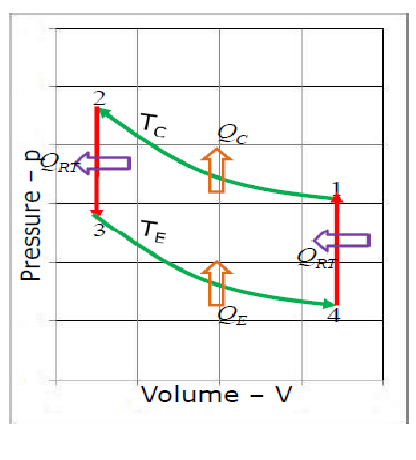 2
T_C
Q_C
Q_RT
1
3
T_E
Q_RT
Q_E
4
Pressure – p
Volume – V